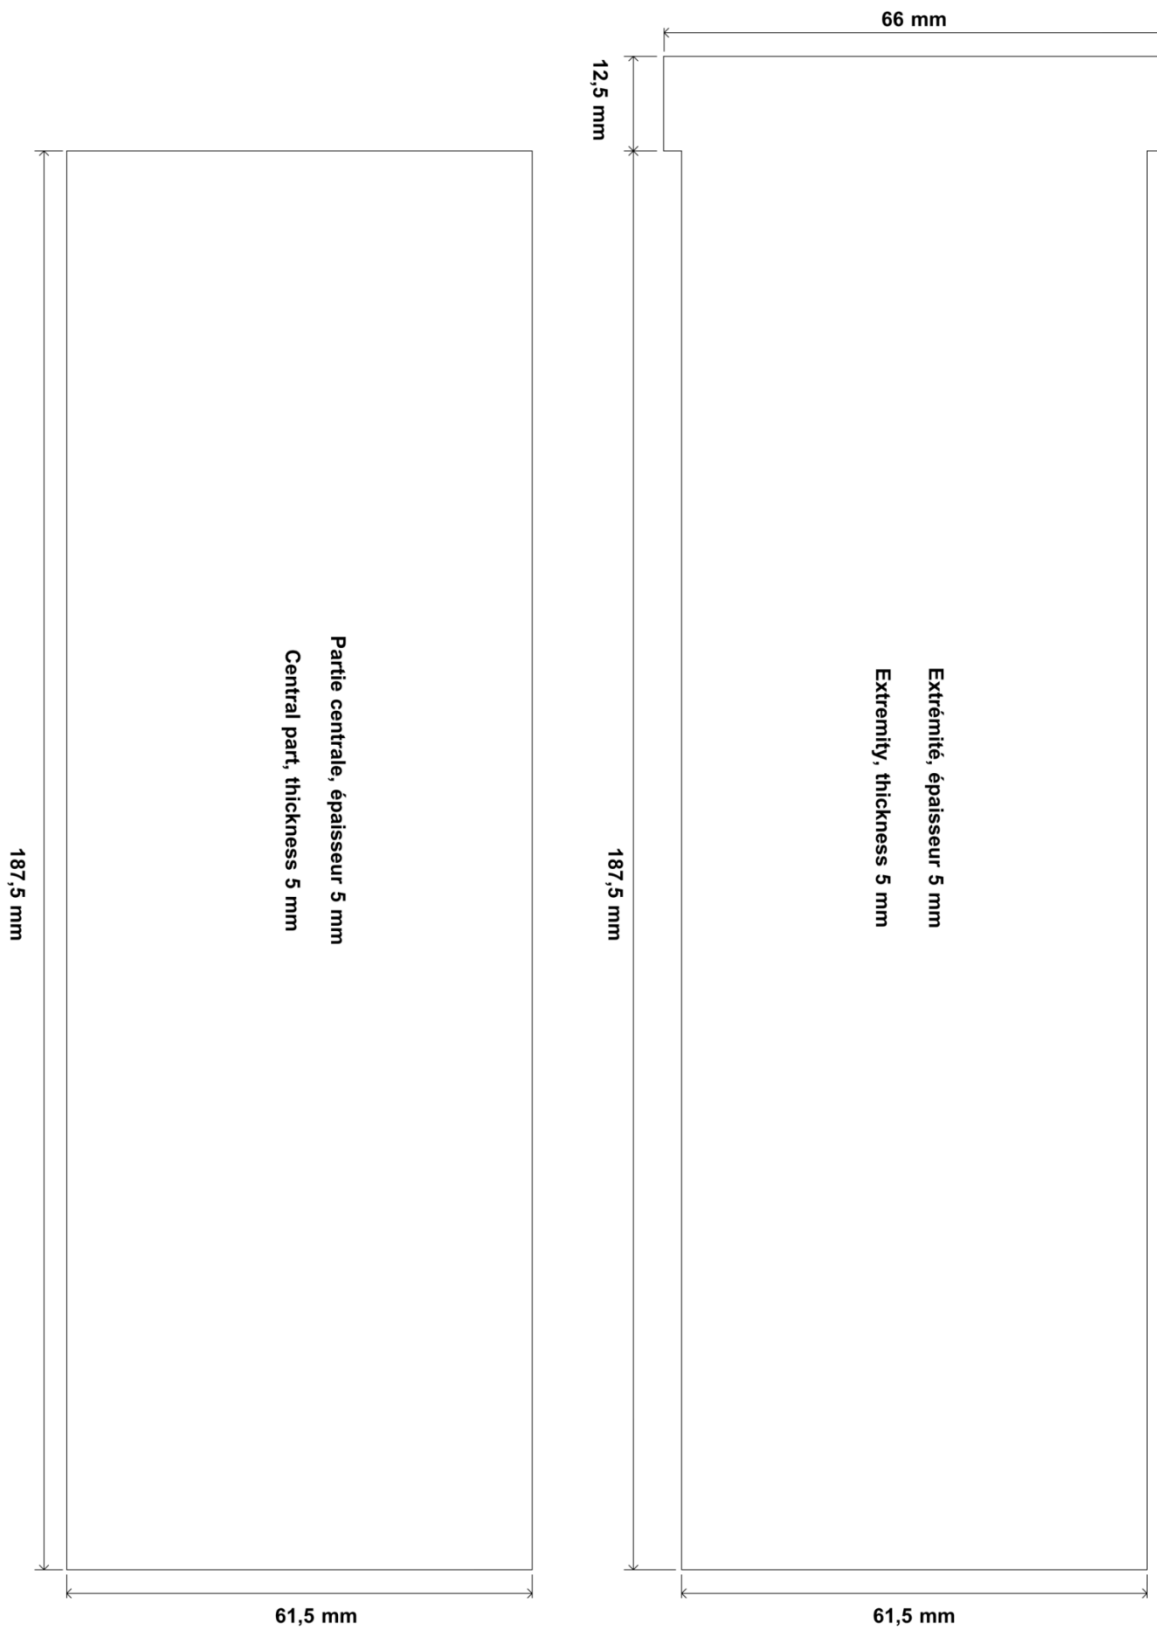 66 mm
12,5 mm
Partie centrale, épaisseur 5 mm
Central part, thickness 5 mm
187,5 mm
61,5 mm
Extrémité, épaisseur 5 mm
Extremity, thickness 5 mm
187,5 mm
61,5 mm